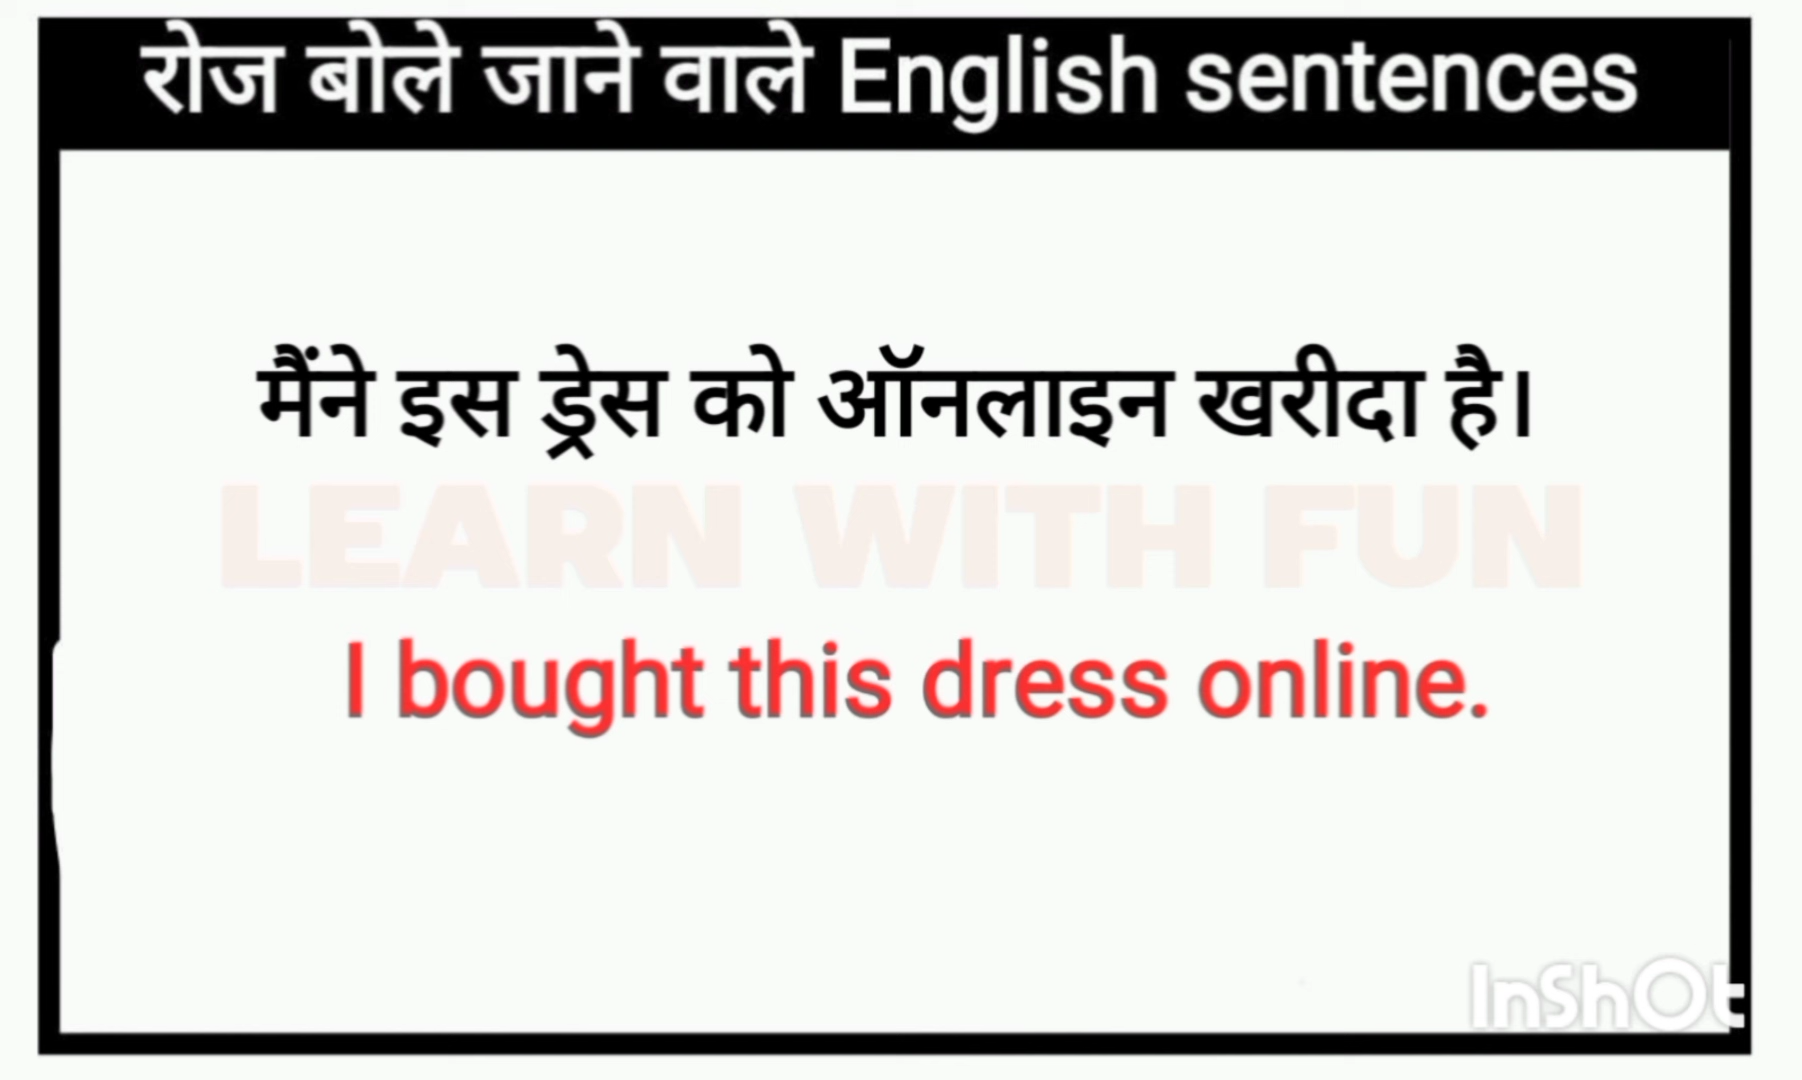 रोज बोले जाने वाले English sentences
मैंने इस ड्रेस को ऑनलाइन खरीदा है।
LEARN WITH FUN
I bought this dress online.
InShOt